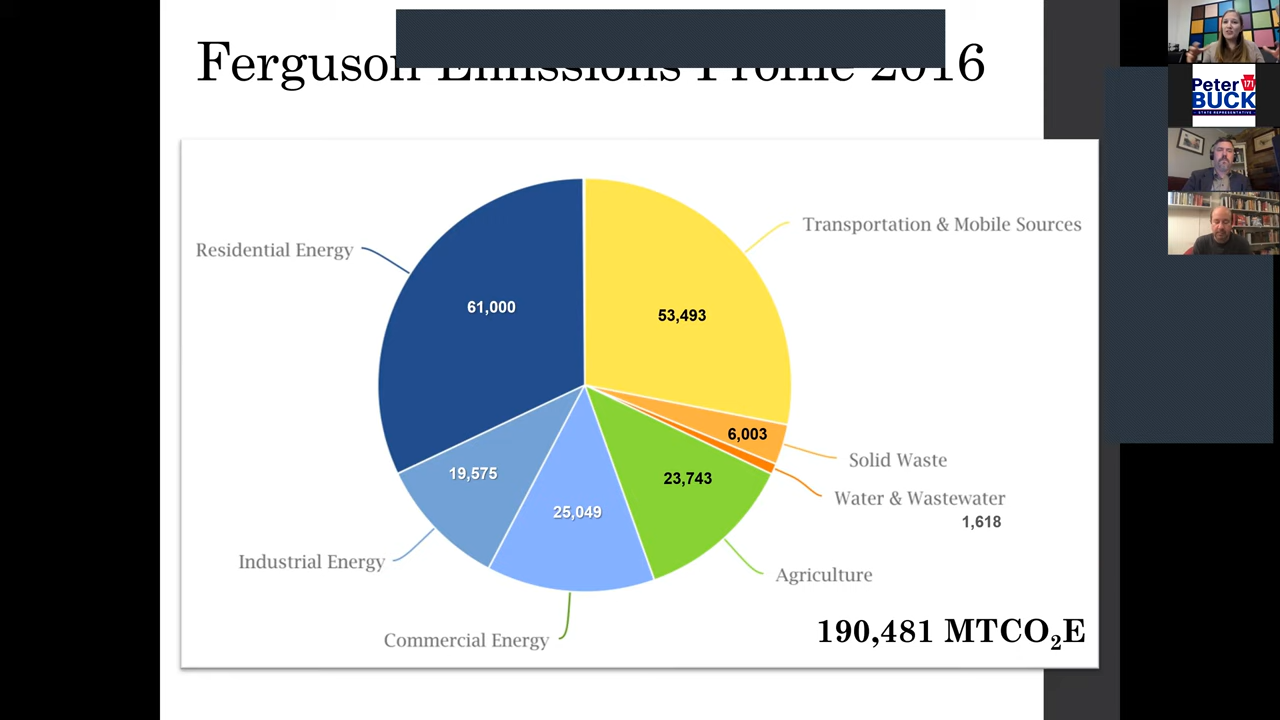 Ferguson Emissions Profile 2016
Peter 171
BUCK
STATE REPRESENTATIVE
Transportation & Mobile Sources
Residential Energy
61,000
53,493
6,003
Solid Waste
19,575
23,743
Water & Wastewater
1,618
25,049
Industrial Energy
Agriculture
Commercial Energy
190,481 MTCO₂E